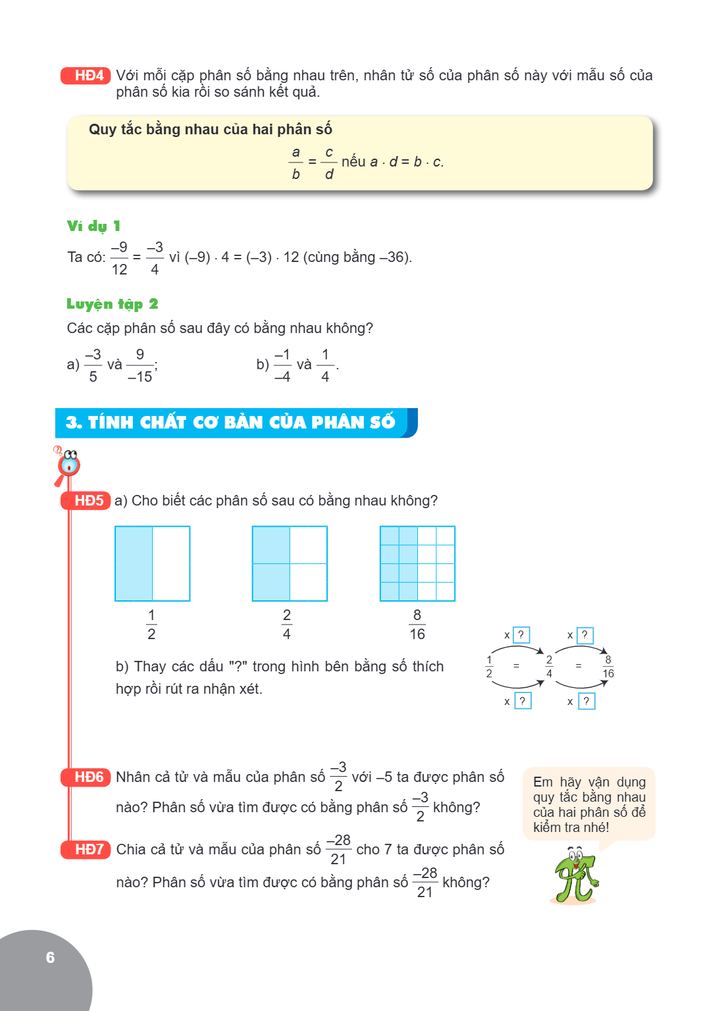 HĐ4 Với mỗi cặp phân số bằng nhau trên, nhân tử số của phân số này với mẫu số của
phân số kia rồi so sánh kết quả.
Quy tắc bằng nhau của hai phân số
a/b = c/d nếu a · d = b · c.
Ví dụ 1
Ta có: –9/12 = –3/4 vì (–9) · 4 = (–3) · 12 (cùng bằng –36).
Luyện tập 2
Các cặp phân số sau đây có bằng nhau không?
a) –3/5 và 9/–15; b) –1/–4 và 1/4.
3. TÍNH CHẤT CƠ BẢN CỦA PHÂN SỐ
HĐ5 a) Cho biết các phân số sau có bằng nhau không?
1/2 2/4 8/16
b) Thay các dấu "?" trong hình bên bằng số thích
hợp rồi rút ra nhận xét.
x ? x ?
1/2 = 2/4 = 8/16
x ? x ?
HĐ6 Nhân cả tử và mẫu của phân số –3/2 với –5 ta được phân số
nào? Phân số vừa tìm được có bằng phân số –3/2 không?
HĐ7 Chia cả tử và mẫu của phân số –28/21 cho 7 ta được phân số
nào? Phân số vừa tìm được có bằng phân số –28/21 không?
Em hãy vận dụng
quy tắc bằng nhau
của hai phân số để
kiểm tra nhé!
6